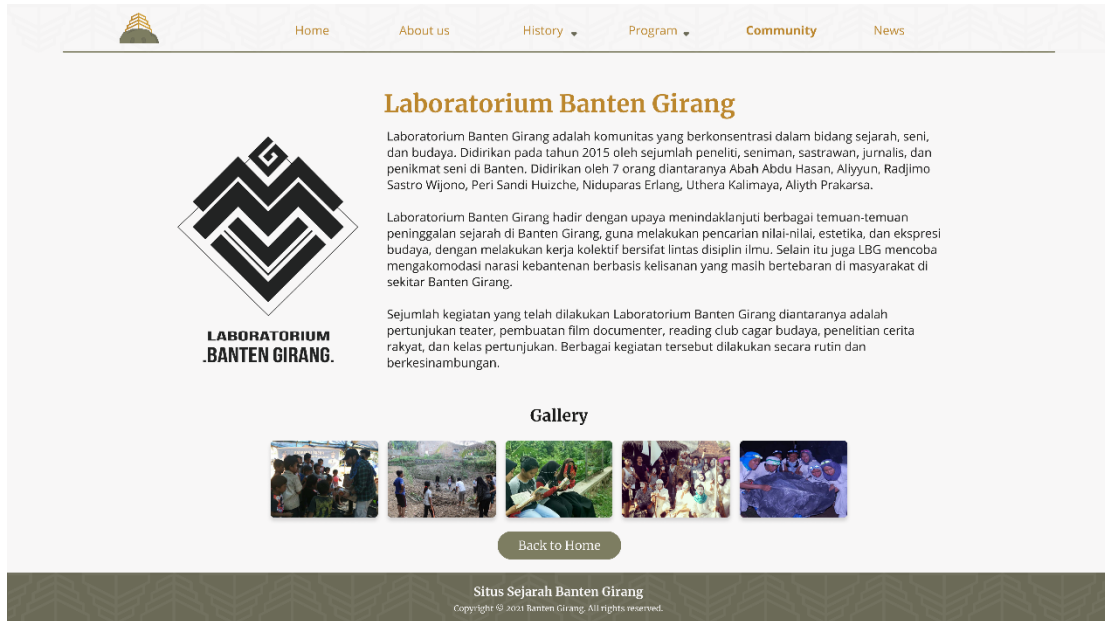 Home About us History Program Community News
Laboratorium Banten Girang
Laboratorium Banten Girang adalah komunitas yang berkonsentrasi dalam bidang sejarah, seni,
dan budaya. Didirikan pada tahun 2015 oleh sejumlah peneliti, seniman, sastrawan, jurnalis, dan
penikmat seni di Banten. Didirikan oleh 7 orang diantaranya Abah Abdu Hasan, Aliyyun, Radjimo
Sastro Wijono, Peri Sandi Huizche, Niduparas Erlang, Uthera Kalimaya, Aliyth Prakarsa.
Laboratorium Banten Girang hadir dengan upaya menindaklanjuti berbagai temuan-temuan
peninggalan sejarah di Banten Girang, guna melakukan pencarian nilai-nilai, estetika, dan ekspresi
budaya, dengan melakukan kerja kolektif bersifat lintas disiplin ilmu. Selain itu juga LBG mencoba
mengakomodasi narasi kebantenan berbasis kelisanan yang masih bertebaran di masyarakat di
sekitar Banten Girang.
Sejumlah kegiatan yang telah dilakukan Laboratorium Banten Girang diantaranya adalah
pertunjukan teater, pembuatan film documenter, reading club cagar budaya, penelitian cerita
rakyat, dan kelas pertunjukan. Berbagai kegiatan tersebut dilakukan secara rutin dan
berkesinambungan.
LABORATORIUM
.BANTEN GIRANG.
Gallery
Back to Home
Situs Sejarah Banten Girang
Copyright © 2021 Banten Girang. All rights reserved.